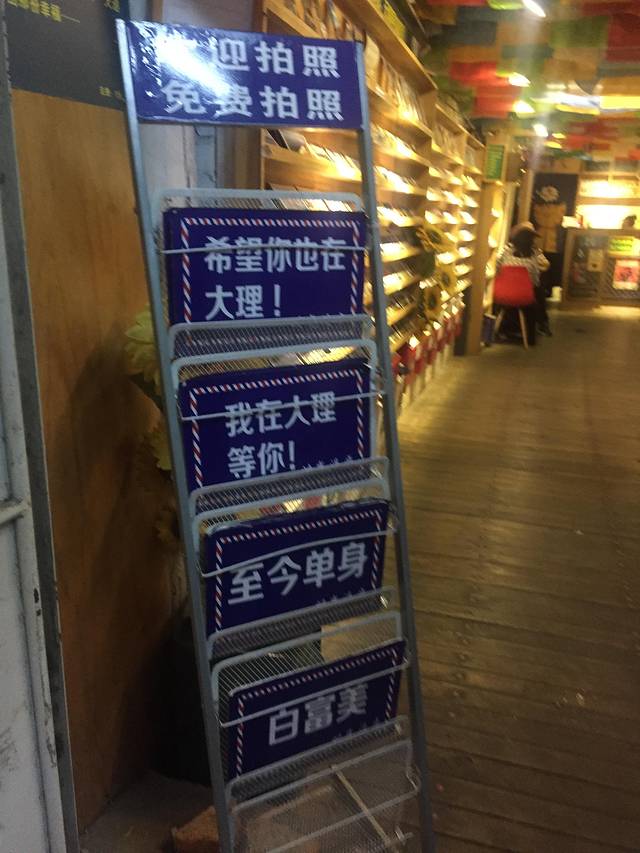 迎拍照
免费拍照
希望你也在
大理！
我在大理
等你！
至今单身
白富美